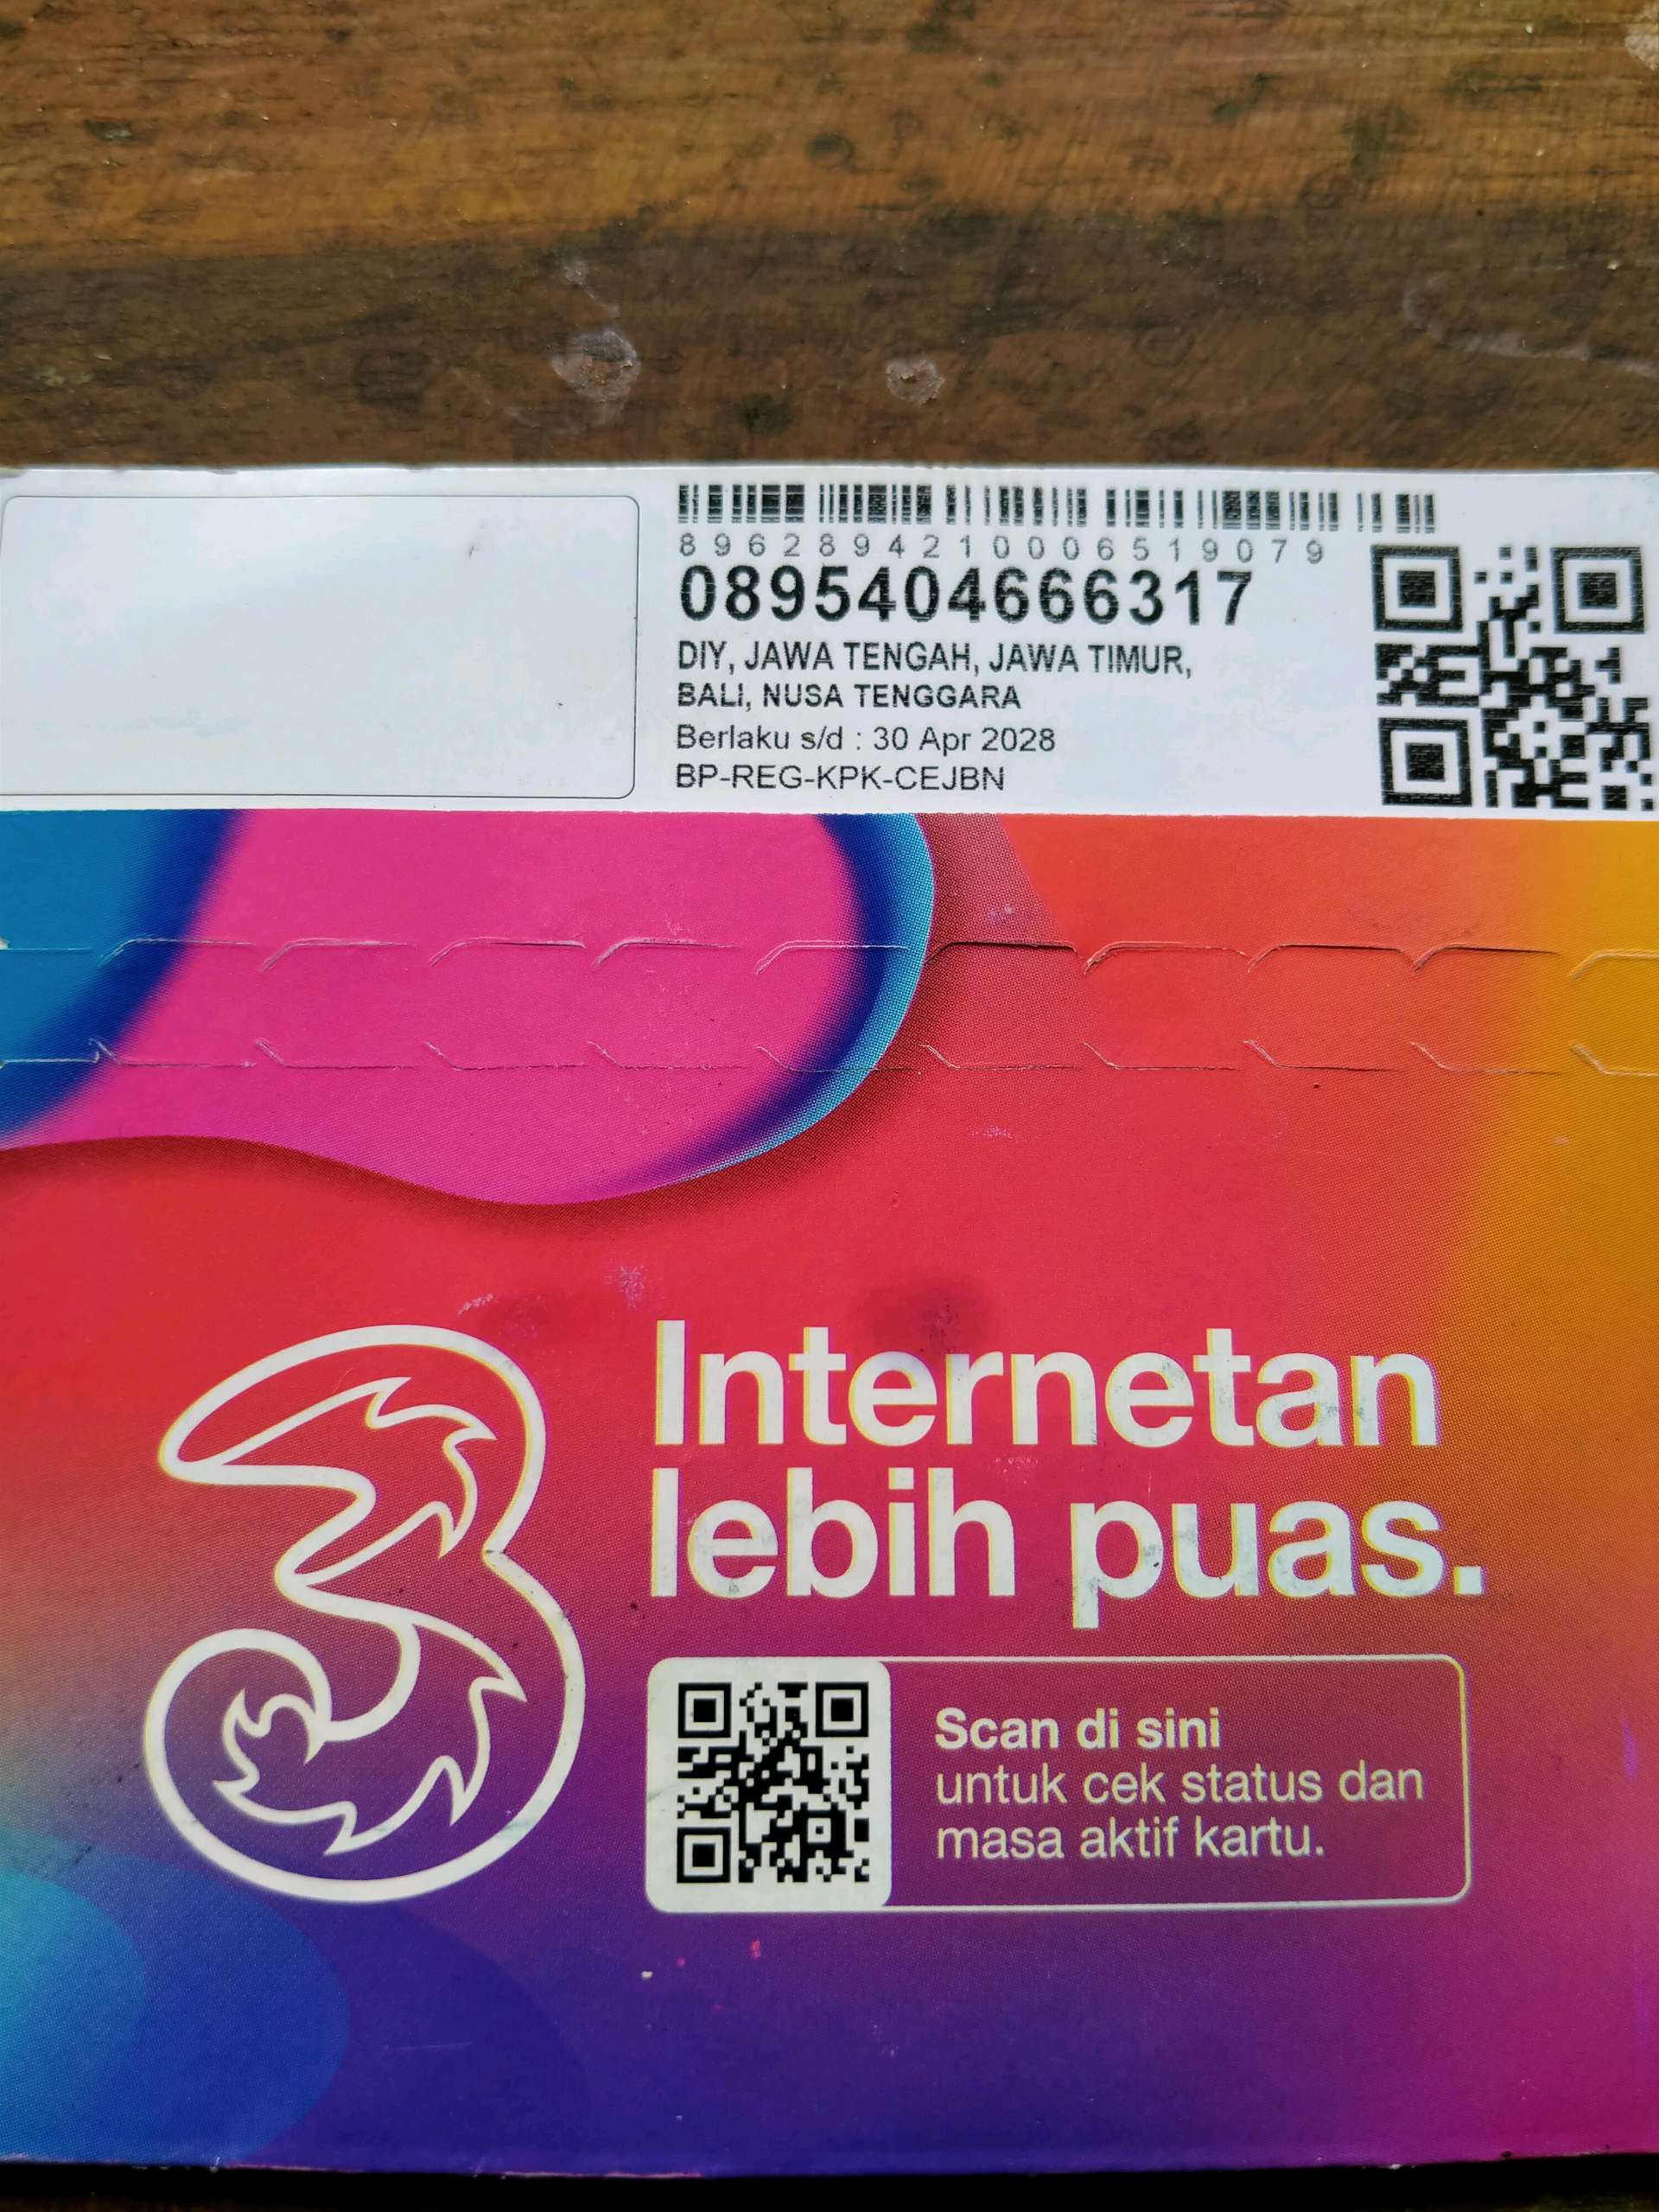 8962894210006519079
0895404666317
DIY, JAWA TENGAH, JAWA TIMUR,
BALI, NUSA TENGGARA
Berlaku s/d : 30 Apr 2028
BP-REG-KPK-CEJBN
3
Internetan
lebih puas.
Scan di sini
untuk cek status dan
masa aktif kartu.